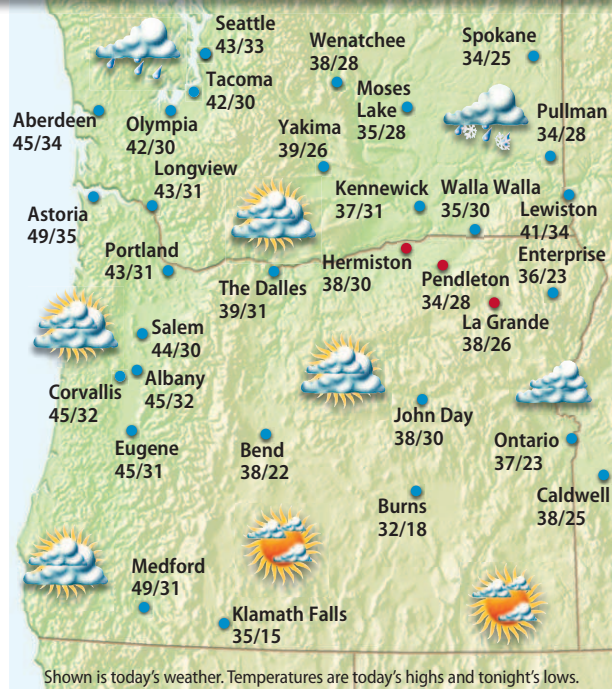 Seattle
43/33
Wenatchee
38/28
Spokane
34/25
Tacoma
42/30
Moses
Lake
35/28
Aberdeen
45/34
Olympia
42/30
Yakima
39/26
Pullman
34/28
Longview
43/31
Kennewick
37/31
Walla Walla
35/30
Lewiston
41/34
Astoria
49/35
Portland
43/31
The Dalles
39/31
Hermiston
38/30
Pendleton
34/28
Enterprise
36/23
La Grande
38/26
Salem
44/30
Corvallis
45/32
Albany
45/32
John Day
38/30
Eugene
45/31
Bend
38/22
Ontario
37/23
Caldwell
38/25
Burns
32/18
Medford
49/31
Klamath Falls
35/15
Shown is today's weather. Temperatures are today's highs and tonight's lows.